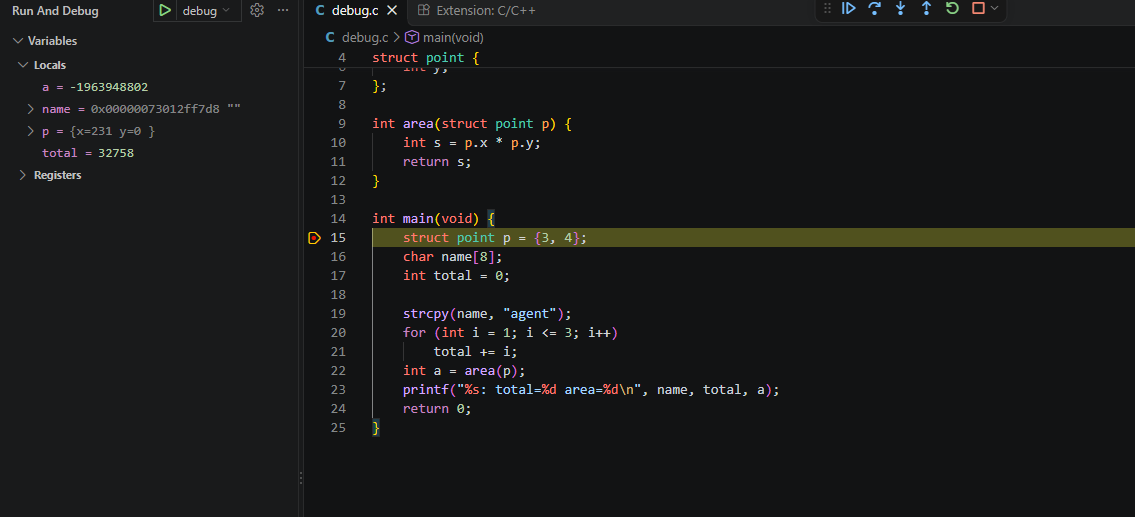 Run And Debug
debug
Variables
Locals
a = -1963948802
name = 0x00000073012ff7d8 ""
p = {x=231 y=0 }
total = 32758
Registers
C debug.c
Extension: C/C++
C debug.c > main(void)
4 struct point {
6 int y;
7 };
8
9 int area(struct point p) {
10 int s = p.x * p.y;
11 return s;
12 }
13
14 int main(void) {
15 struct point p = {3, 4};
16 char name[8];
17 int total = 0;
18
19 strcpy(name, "agent");
20 for (int i = 1; i <= 3; i++)
21 total += i;
22 int a = area(p);
23 printf("%s: total=%d area=%d\n", name, total, a);
24 return 0;
25 }